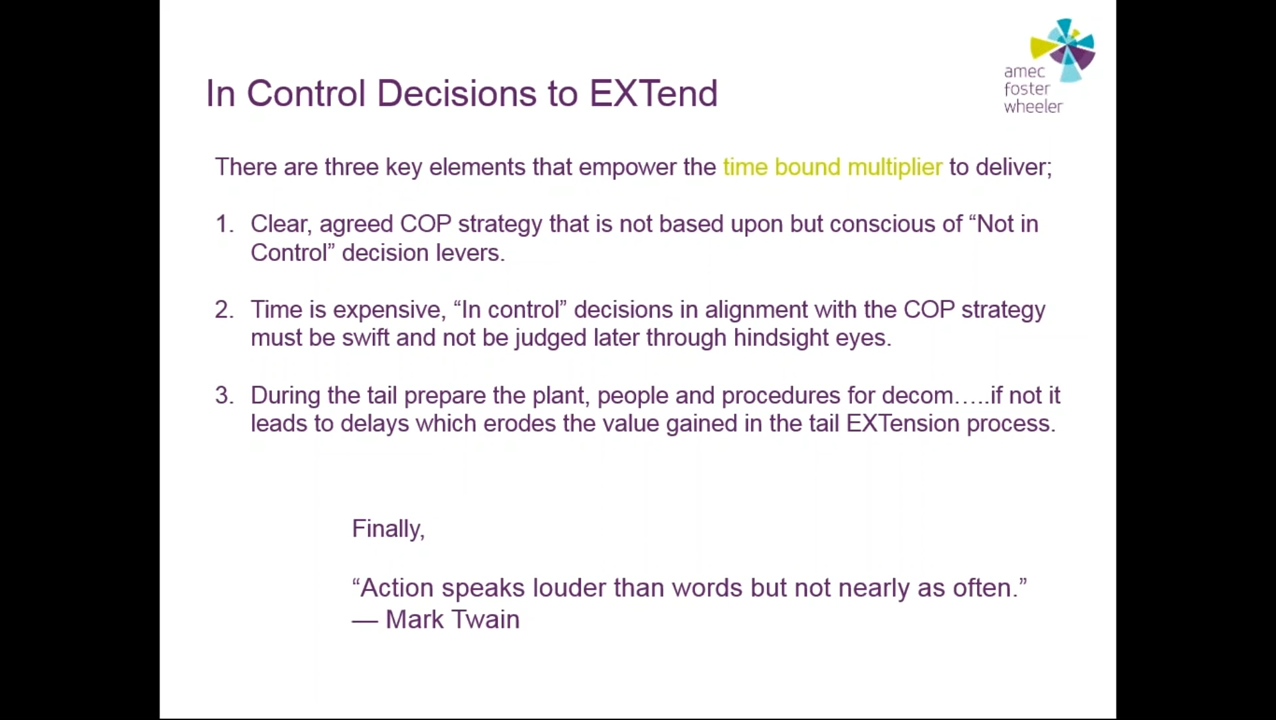 amec
foster
wheeler
In Control Decisions to EXTend
There are three key elements that empower the time bound multiplier to deliver;
1. Clear, agreed COP strategy that is not based upon but conscious of “Not in
Control” decision levers.
2. Time is expensive, “In control” decisions in alignment with the COP strategy
must be swift and not be judged later through hindsight eyes.
3. During the tail prepare the plant, people and procedures for decom…..if not it
leads to delays which erodes the value gained in the tail EXTension process.
Finally,
“Action speaks louder than words but not nearly as often.”
— Mark Twain